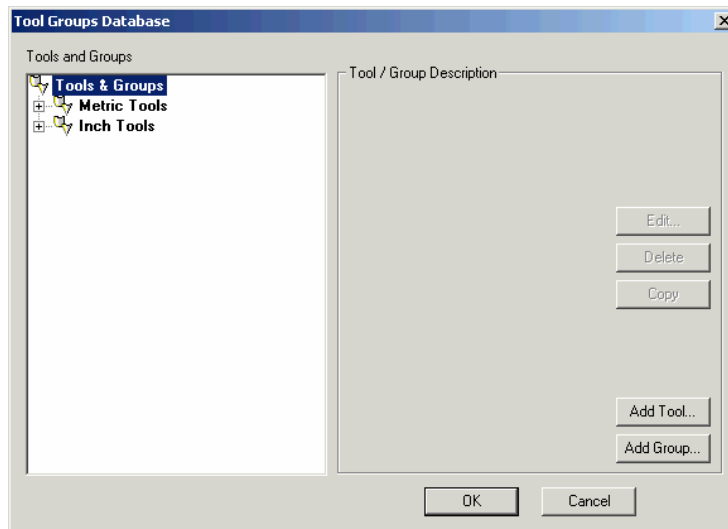 Tool Groups Database
Tools and Groups
Tools & Groups
Metric Tools
Inch Tools
Tool / Group Description
Edit...
Delete
Copy
Add Tool...
Add Group...
OK
Cancel